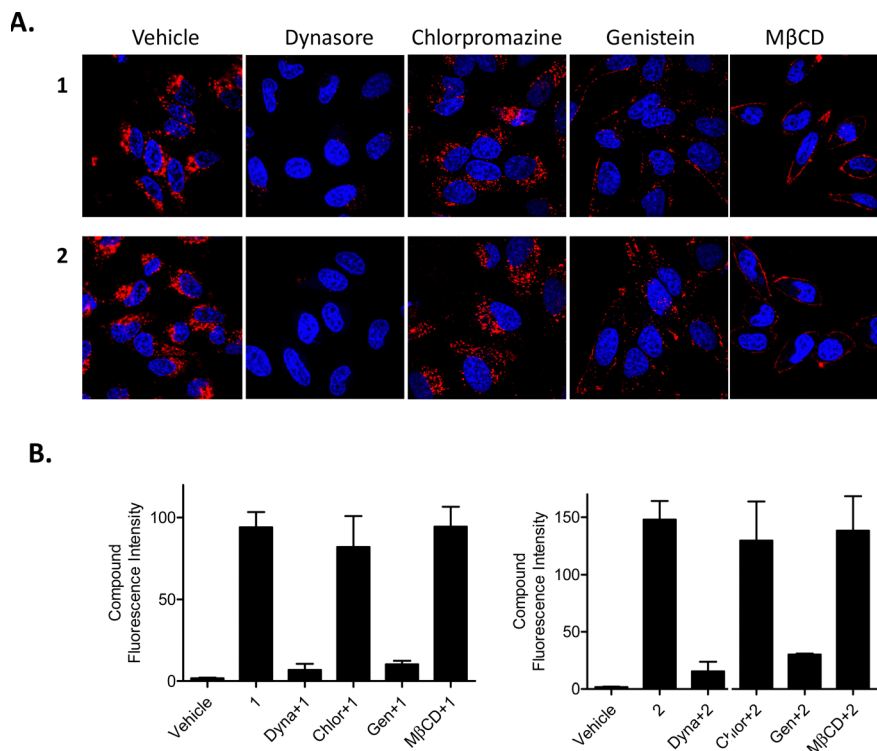 A.
Vehicle Dynasore Chlorpromazine Genistein MβCD
1
2
B.
Compound
Fluorescence Intensity
100
50
0
Vehicle
1
Dyna+1
Chlor+1
Gen+1
MβCD+1
Compound
Fluorescence Intensity
150
100
50
0
Vehicle
2
Dyna+2
Gen+2
MβCD+2